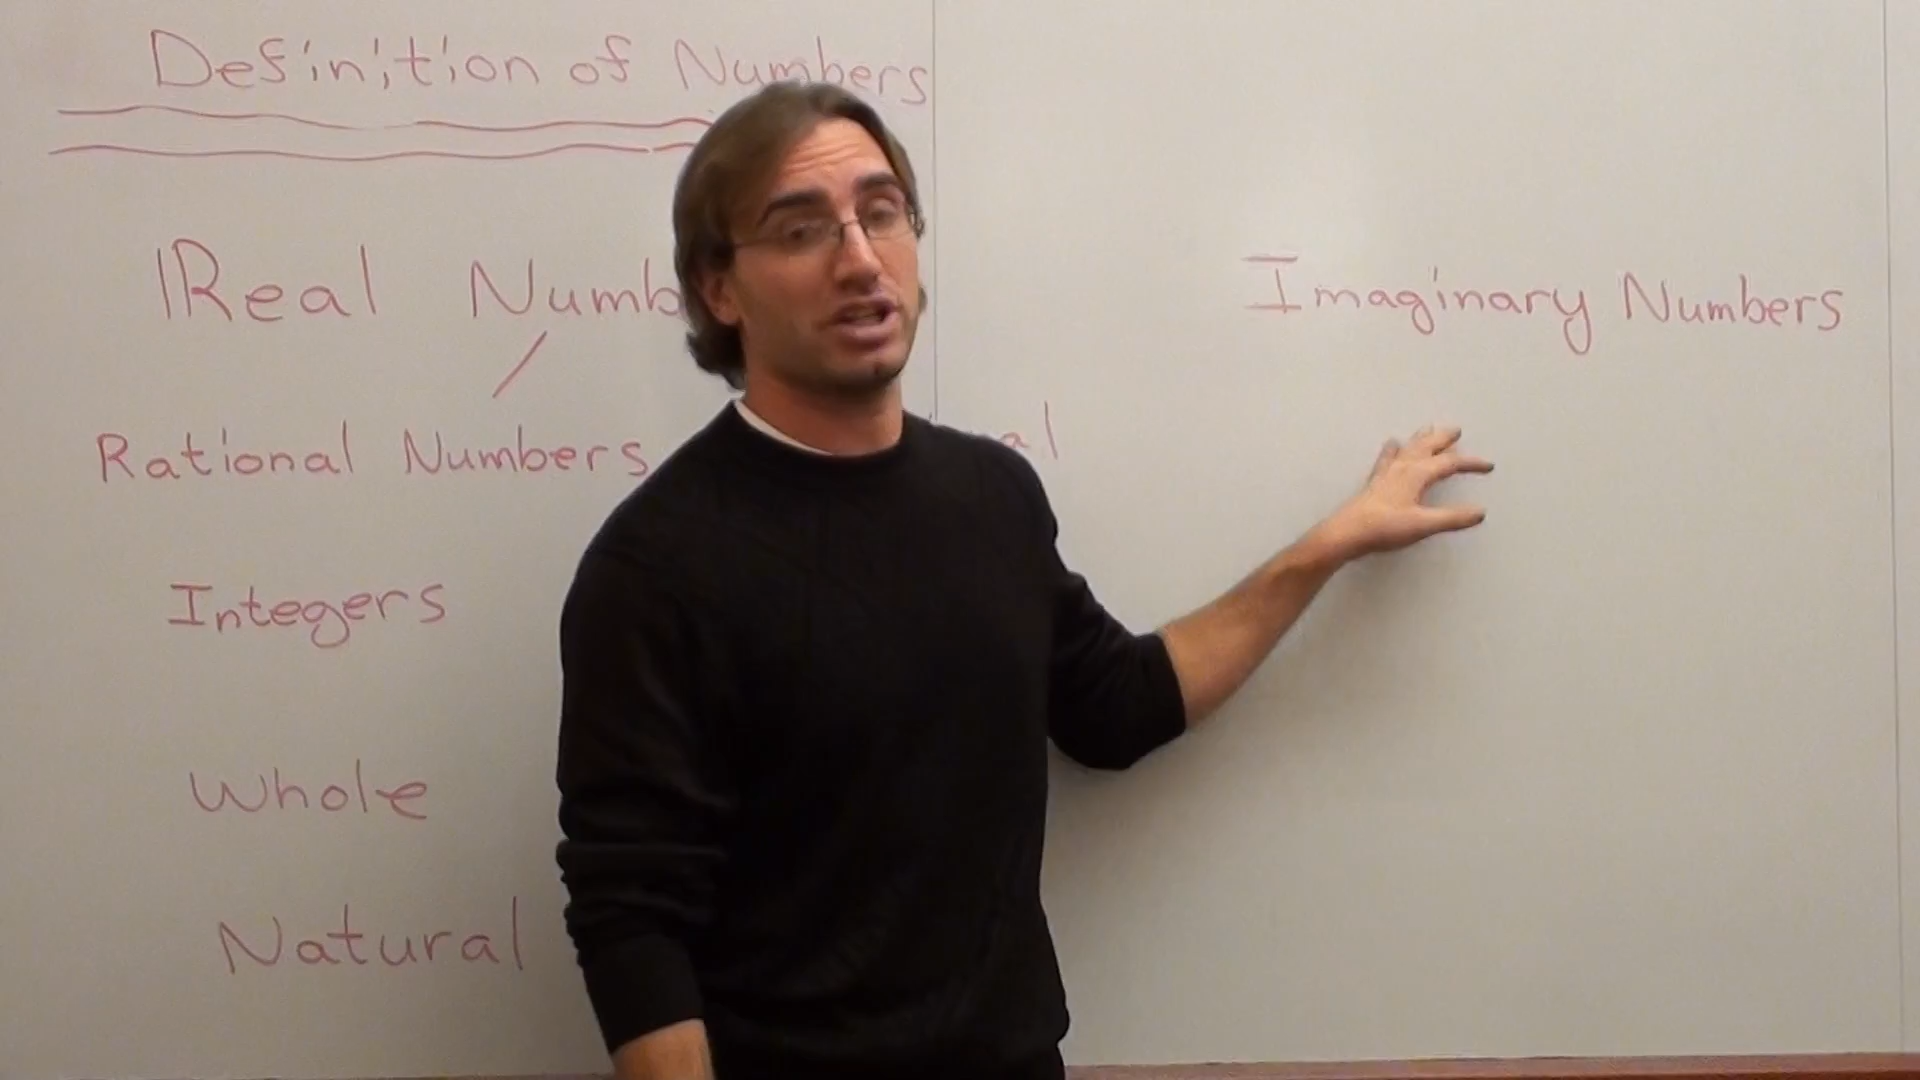 Definition of Numbers
Real Numb
Imaginary Numbers
Rational Numbers
al
Integers
Whole
Natural